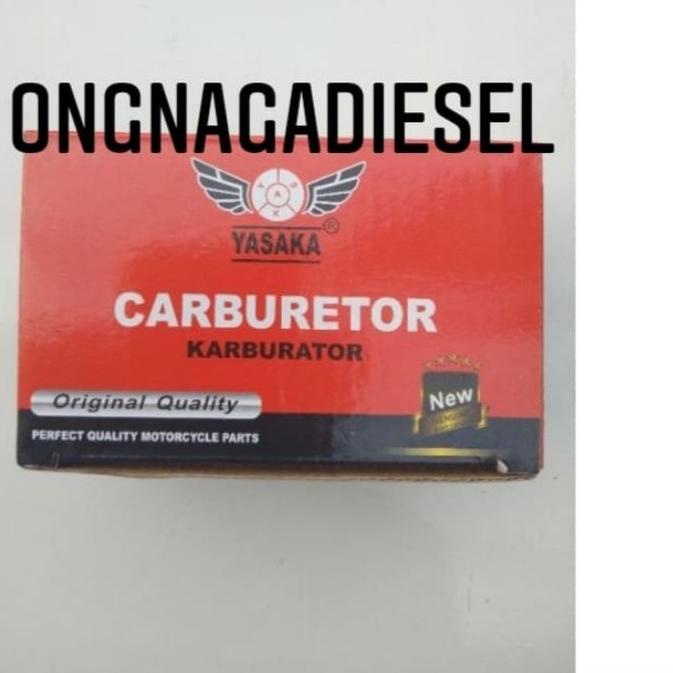 ONGNAGADIESEL
YASAKA ®
CARBURETOR
KARBURATOR
Original Quality
New
PERFECT QUALITY MOTORCYCLE PARTS